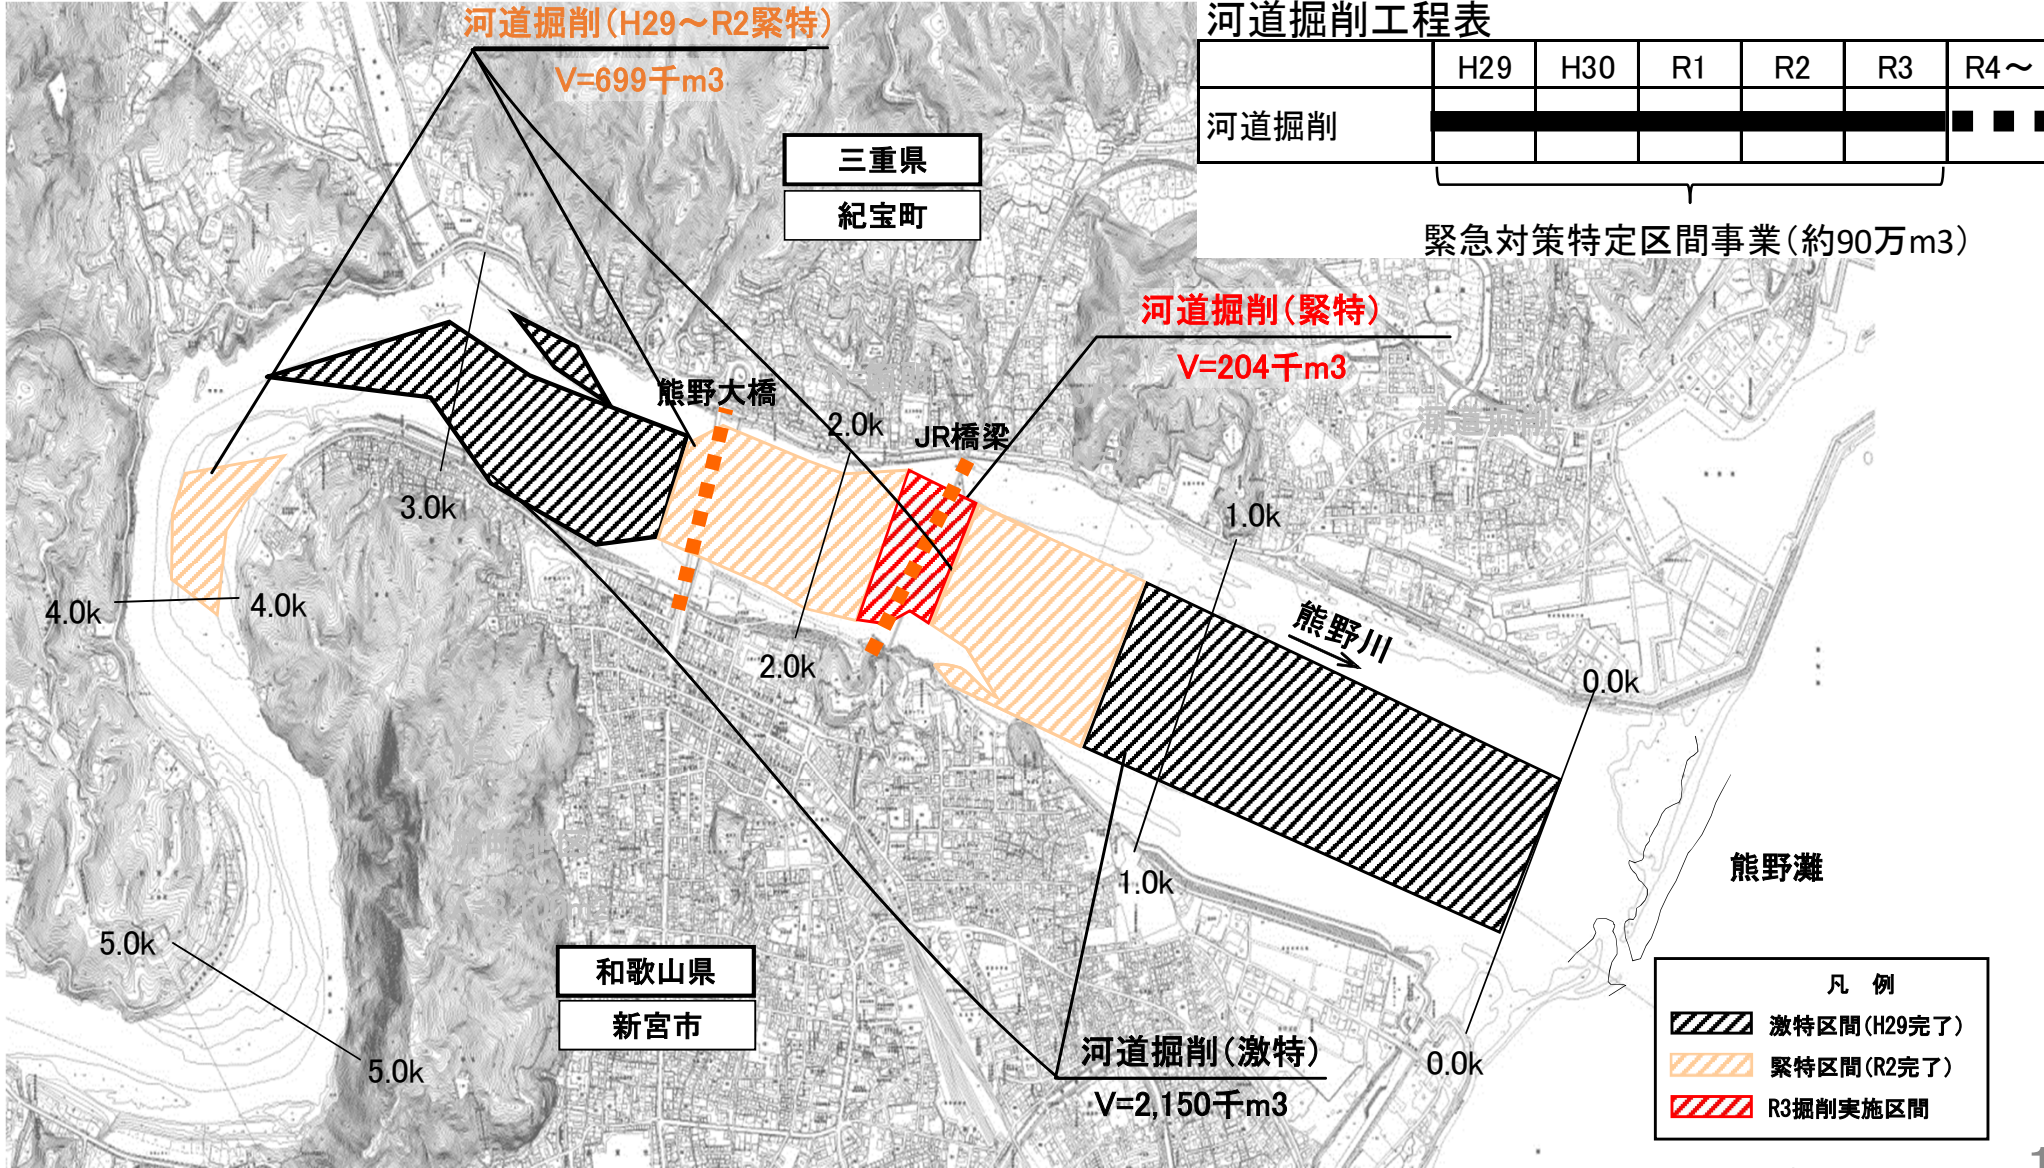 河道掘削（H29～R2緊特）
V=699千m3
河道掘削工程表
H29 H30 R1 R2 R3 R4～
河道掘削
緊急対策特定区間事業（約90万m3）
三重県
紀宝町
河道掘削（緊特）
V=204千m3
熊野大橋
2.0k
JR橋梁
3.0k
1.0k
4.0k
4.0k
熊野川
2.0k
0.0k
熊野灘
1.0k
5.0k
和歌山県
新宮市
5.0k
河道掘削（激特）
V=2,150千m3
0.0k
凡 例
激特区間（H29完了）
緊特区間（R2完了）
R3掘削実施区間